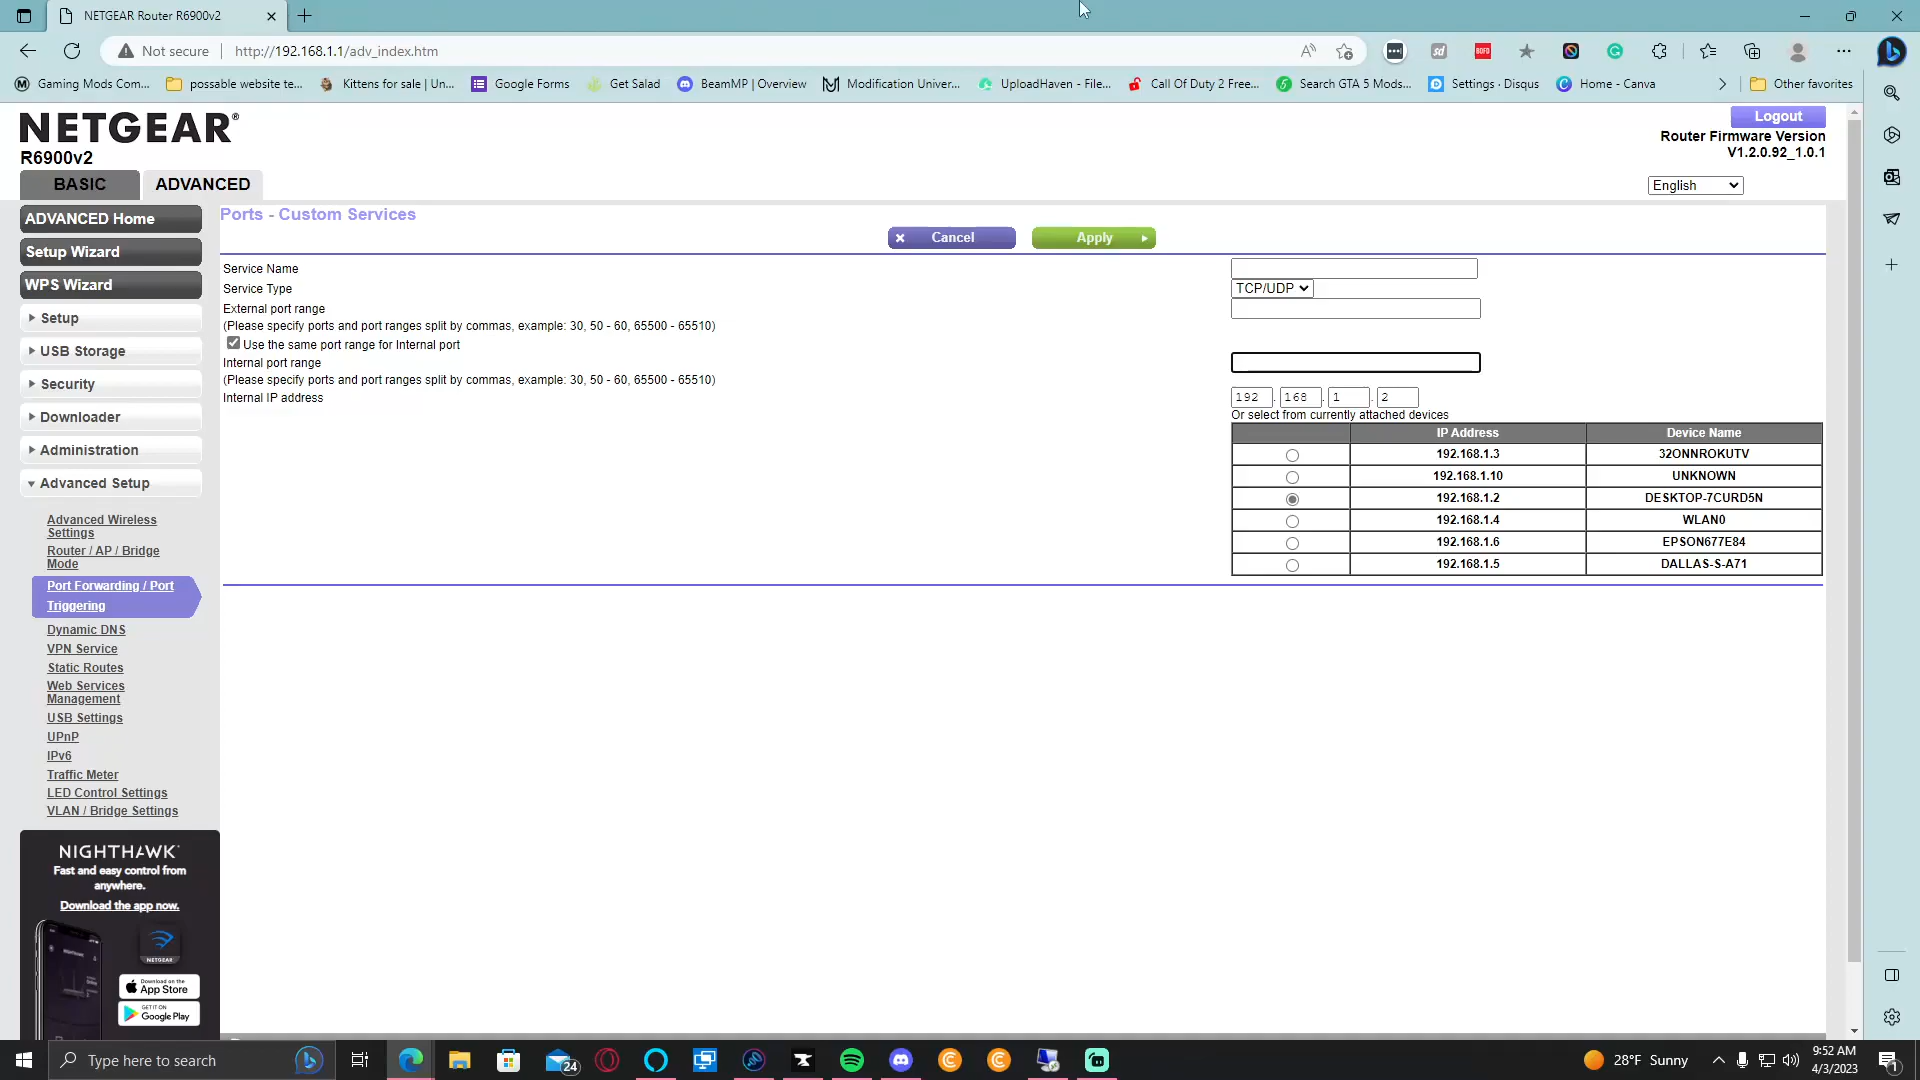 NETGEAR Router R6900v2
Not secure
http://192.168.1.1/adv_index.htm
Gaming Mods Com...
possable website te...
Kittens for sale | Un...
Google Forms
Get Salad
BeamMP | Overview
Modification Univer...
UploadHaven - File...
Call Of Duty 2 Free...
Search GTA 5 Mods...
Settings · Disqus
Home - Canva
Other favorites
NETGEAR®
R6900v2
Logout
Router Firmware Version
V1.2.0.92_1.0.1
BASIC
ADVANCED
English
ADVANCED Home
Setup Wizard
WPS Wizard
Setup
USB Storage
Security
Downloader
Administration
Advanced Setup
Advanced Wireless
Settings
Router / AP / Bridge
Mode
Port Forwarding / Port
Triggering
Dynamic DNS
VPN Service
Static Routes
Web Services
Management
USB Settings
UPnP
IPv6
Traffic Meter
LED Control Settings
VLAN / Bridge Settings
NIGHTHAWK
Fast and easy control from
anywhere.
Download the app now.
NETGEAR
Download on the
App Store
GET IT ON
Google Play
Ports - Custom Services
Cancel
Apply
Service Name
Service Type
TCP/UDP
External port range
(Please specify ports and port ranges split by commas, example: 30, 50 - 60, 65500 - 65510)
Use the same port range for Internal port
Internal port range
(Please specify ports and port ranges split by commas, example: 30, 50 - 60, 65500 - 65510)
Internal IP address
192 . 168 . 1 . 2
Or select from currently attached devices
IP Address Device Name
192.168.1.3 32ONNROKUTV
192.168.1.10 UNKNOWN
192.168.1.2 DESKTOP-7CURD5N
192.168.1.4 WLAN0
192.168.1.6 EPSON677E84
192.168.1.5 DALLAS-S-A71
Type here to search
24
28°F Sunny
9:52 AM
4/3/2023
1